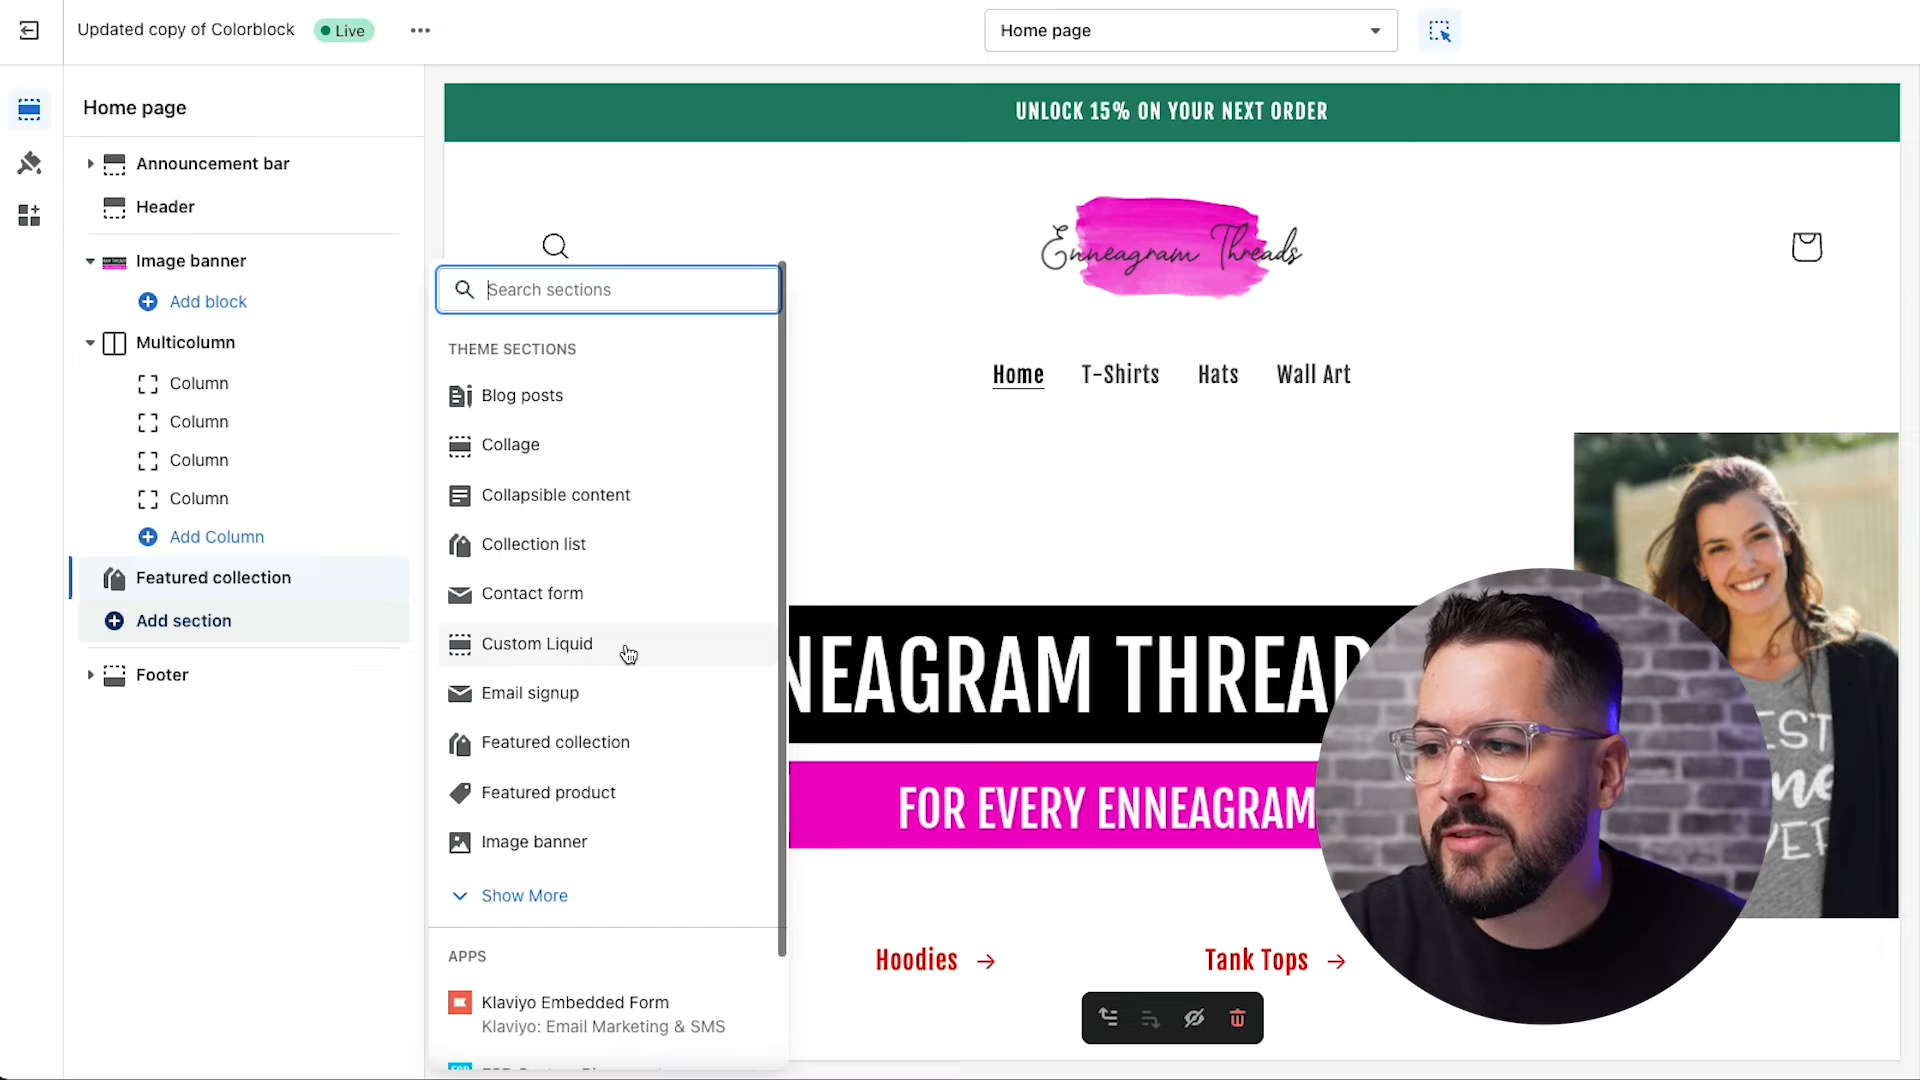 Updated copy of Colorblock
Live
Home page
Home page
Announcement bar
Header
Image banner
Add block
Multicolumn
Column
Column
Column
Column
Add Column
Featured collection
Add section
Footer
Search sections
THEME SECTIONS
Blog posts
Collage
Collapsible content
Collection list
Contact form
Custom Liquid
Email signup
Featured collection
Featured product
Image banner
Show More
APPS
Klaviyo Embedded Form
Klaviyo: Email Marketing & SMS
UNLOCK 15% ON YOUR NEXT ORDER
Enneagram Threads
Home T-Shirts Hats Wall Art
NEAGRAM THREAD
FOR EVERY ENNEAGRAM
Hoodies →
Tank Tops →